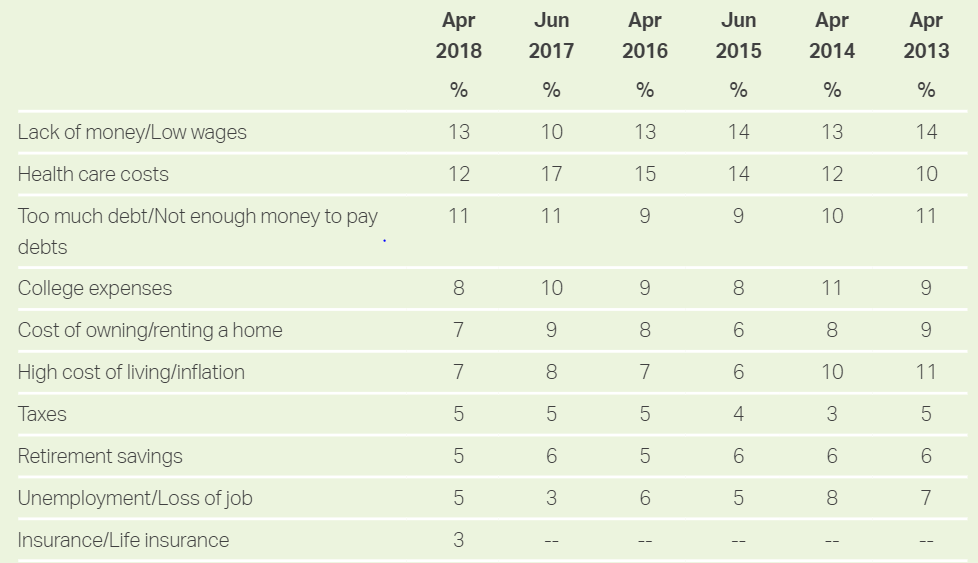 Apr Jun Apr Jun Apr Apr
2018 2017 2016 2015 2014 2013
% % % % % %
Lack of money/Low wages 13 10 13 14 13 14
Health care costs 12 17 15 14 12 10
Too much debt/Not enough money to pay 11 11 9 9 10 11
debts
College expenses 8 10 9 8 11 9
Cost of owning/renting a home 7 9 8 6 8 9
High cost of living/inflation 7 8 7 6 10 11
Taxes 5 5 5 4 3 5
Retirement savings 5 6 5 6 6 6
Unemployment/Loss of job 5 3 6 5 8 7
Insurance/Life insurance 3 -- -- -- -- --